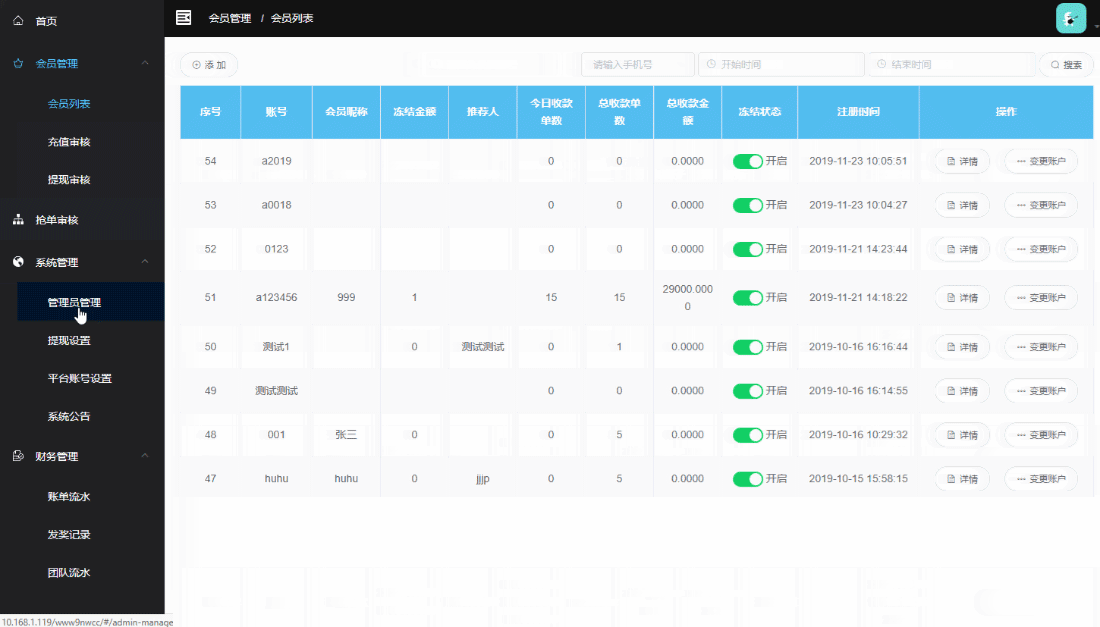 首页
会员管理
会员列表
充值审核
提现审核
抢单审核
系统管理
管理员管理
提现设置
平台账号设置
系统公告
财务管理
账单流水
发奖记录
团队流水
会员管理 / 会员列表
添加 请输入手机号 开始时间 结束时间 搜索
序号 账号 会员昵称 冻结金额 推荐人 今日收款单数 总收款单数 总收款金额 冻结状态 注册时间 操作
54 a2019 0 0 0.0000 开启 2019-11-23 10:05:51 详情 变更账户
53 a0018 0 0 0.0000 开启 2019-11-23 10:04:27 详情 变更账户
52 0123 0 0 0.0000 开启 2019-11-21 14:23:44 详情 变更账户
51 a123456 999 1 15 15 29000.0000 开启 2019-11-21 14:18:22 详情 变更账户
50 测试1 0 测试测试 0 1 0.0000 开启 2019-10-16 16:16:44 详情 变更账户
49 测试测试 0 0 0.0000 开启 2019-10-16 16:14:55 详情 变更账户
48 001 张三 0 0 5 0.0000 开启 2019-10-16 10:29:32 详情 变更账户
47 huhu huhu 0 jjjp 0 5 0.0000 开启 2019-10-15 15:58:15 详情 变更账户
10.168.1.119/www9nwcc/#/admin-manage